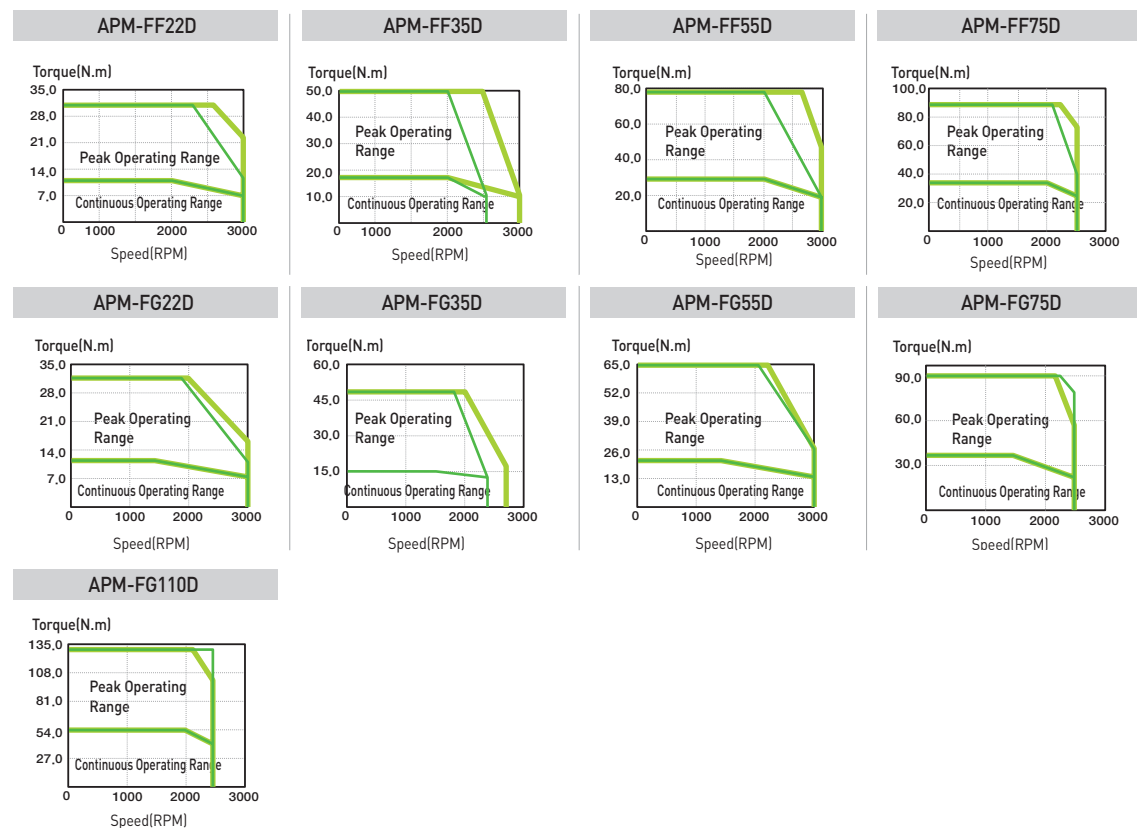 APM-FF22D
Torque(N.m)
35,0
28,0
21,0
14,0
7,0
Peak Operating Range
Continuous Operating Range
0 1000 2000 3000
Speed(RPM)
APM-FF35D
Torque(N.m)
50,0
40,0
30,0
20,0
10,0
Peak Operating
Range
Continuous Operating Range
0 1000 2000 3000
Speed(RPM)
APM-FF55D
Torque(N.m)
80,0
60,0
40,0
20,0
Peak Operating
Range
Continuous Operating Range
0 1000 2000 3000
Speed(RPM)
APM-FF75D
Torque(N.m)
100,0
80,0
60,0
40,0
20,0
Peak Operating
Range
Continuous Operating Range
0 1000 2000 3000
Speed(RPM)
APM-FG22D
Torque(N.m)
35,0
28,0
21,0
14,0
7,0
Peak Operating
Range
Continuous Operating Range
0 1000 2000 3000
Speed(RPM)
APM-FG35D
Torque(N.m)
60,0
45,0
30,0
15,0
Peak Operating
Range
Continuous Operating Range
0 1000 2000 3000
Speed(RPM)
APM-FG55D
Torque(N.m)
65,0
52,0
39,0
26,0
13,0
Peak Operating
Range
Continuous Operating Range
0 1000 2000 3000
Speed(RPM)
APM-FG75D
Torque(N.m)
90,0
60,0
30,0
Peak Operating
Range
Continuous Operating Range
0 1000 2000 3000
Speed(RPM)
APM-FG110D
Torque(N.m)
135,0
108,0
81,0
54,0
27,0
Peak Operating
Range
Continuous Operating Range
0 1000 2000 3000
Speed(RPM)